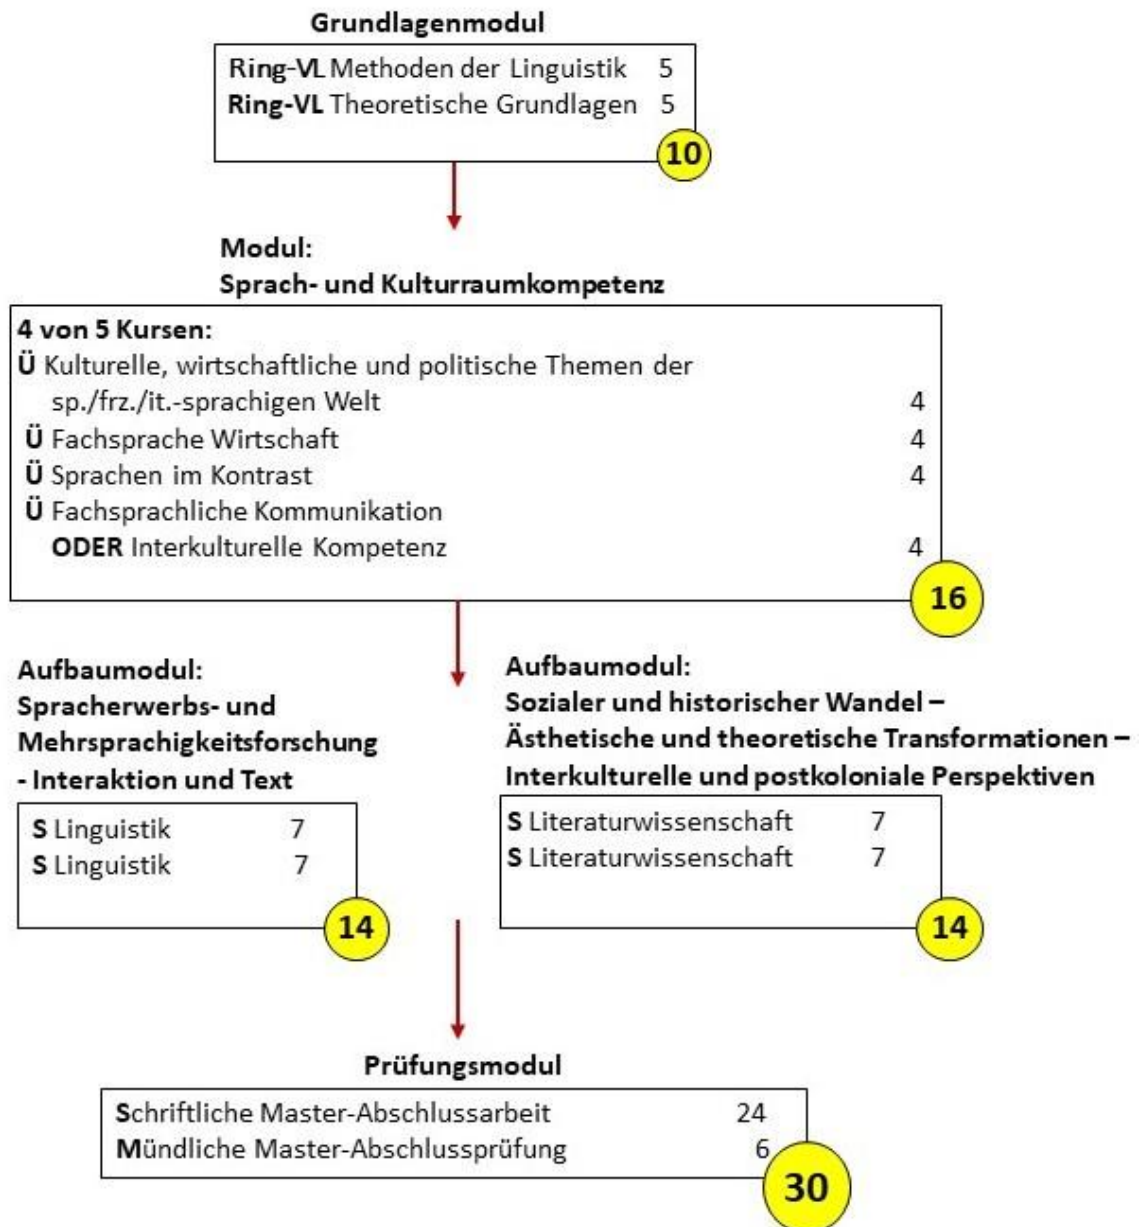 Grundlagenmodul
Ring-VL Methoden der Linguistik 5
Ring-VL Theoretische Grundlagen 5
10
Modul:
Sprach- und Kulturraumkompetenz
4 von 5 Kursen:
Ü Kulturelle, wirtschaftliche und politische Themen der
sp./frz./it.-sprachigen Welt 4
Ü Fachsprache Wirtschaft 4
Ü Sprachen im Kontrast 4
Ü Fachsprachliche Kommunikation
ODER Interkulturelle Kompetenz 4
16
Aufbaumodul:
Spracherwerbs- und
Mehrsprachigkeitsforschung
- Interaktion und Text
S Linguistik 7
S Linguistik 7
14
Aufbaumodul:
Sozialer und historischer Wandel –
Ästhetische und theoretische Transformationen –
Interkulturelle und postkoloniale Perspektiven
S Literaturwissenschaft 7
S Literaturwissenschaft 7
14
Prüfungsmodul
Schriftliche Master-Abschlussarbeit 24
Mündliche Master-Abschlussprüfung 6
30